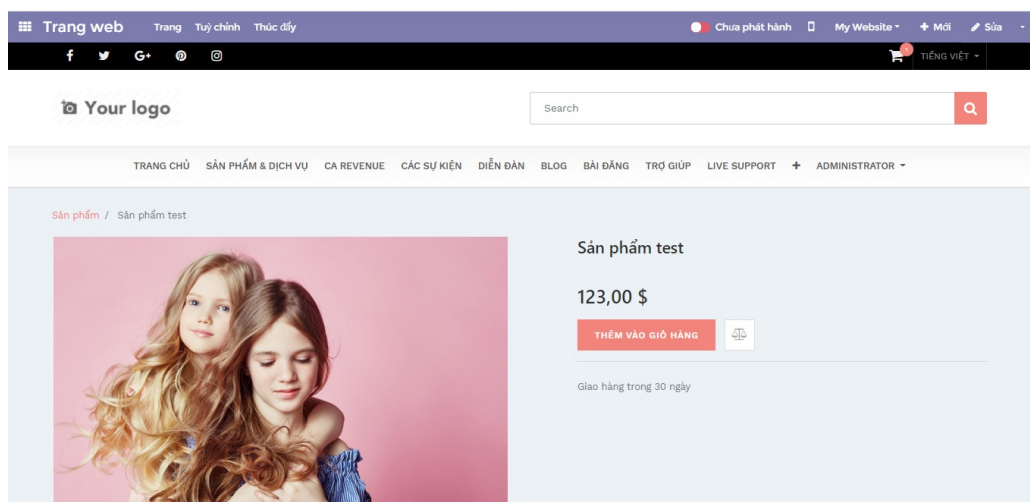 Trang web Trang Tuỳ chỉnh Thúc đẩy Chưa phát hành My Website + Mới Sửa
f G+ 1 TIẾNG VIỆT
Your logo Search
TRANG CHỦ SẢN PHẨM & DỊCH VỤ CA REVENUE CÁC SỰ KIỆN DIỄN ĐÀN BLOG BÀI ĐĂNG TRỢ GIÚP LIVE SUPPORT + ADMINISTRATOR
Sản phẩm / Sản phẩm test
Sản phẩm test
123,00 $
THÊM VÀO GIỎ HÀNG
Giao hàng trong 30 ngày